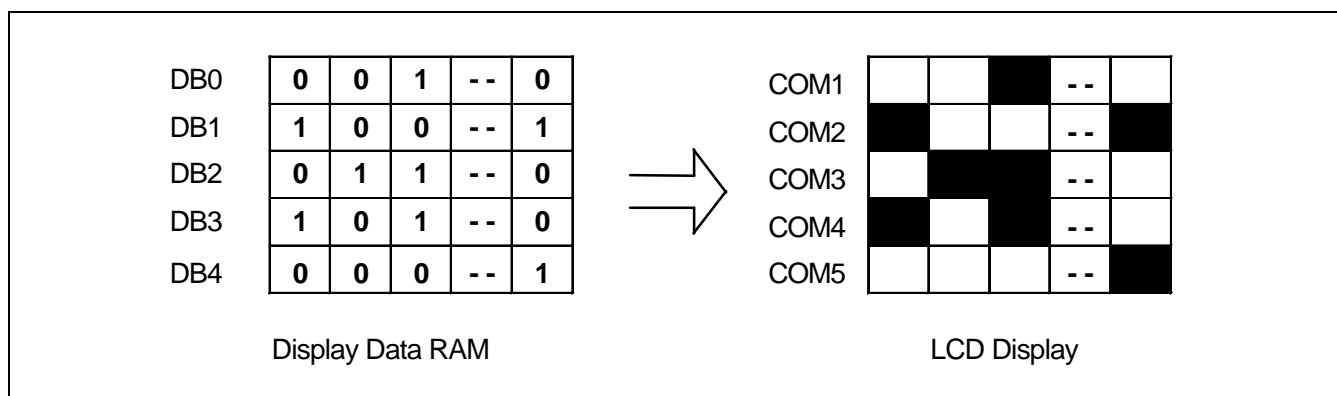 DB0 0 0 1 - - 0
DB1 1 0 0 - - 1
DB2 0 1 1 - - 0
DB3 1 0 1 - - 0
DB4 0 0 0 - - 1
Display Data RAM
COM1 - -
COM2 - -
COM3 - -
COM4 - -
COM5 - -
LCD Display